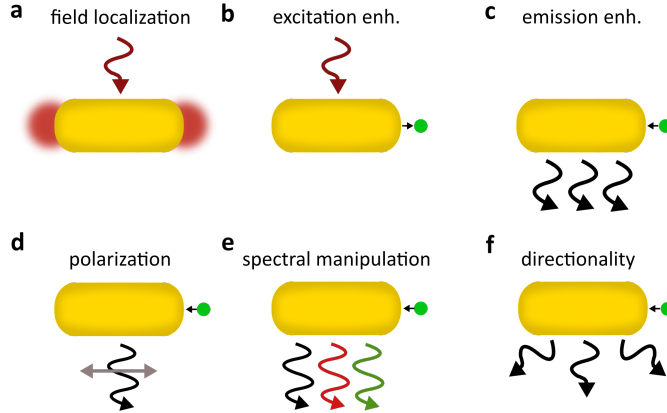 a field localization
b excitation enh.
c emission enh.
d polarization
e spectral manipulation
f directionality